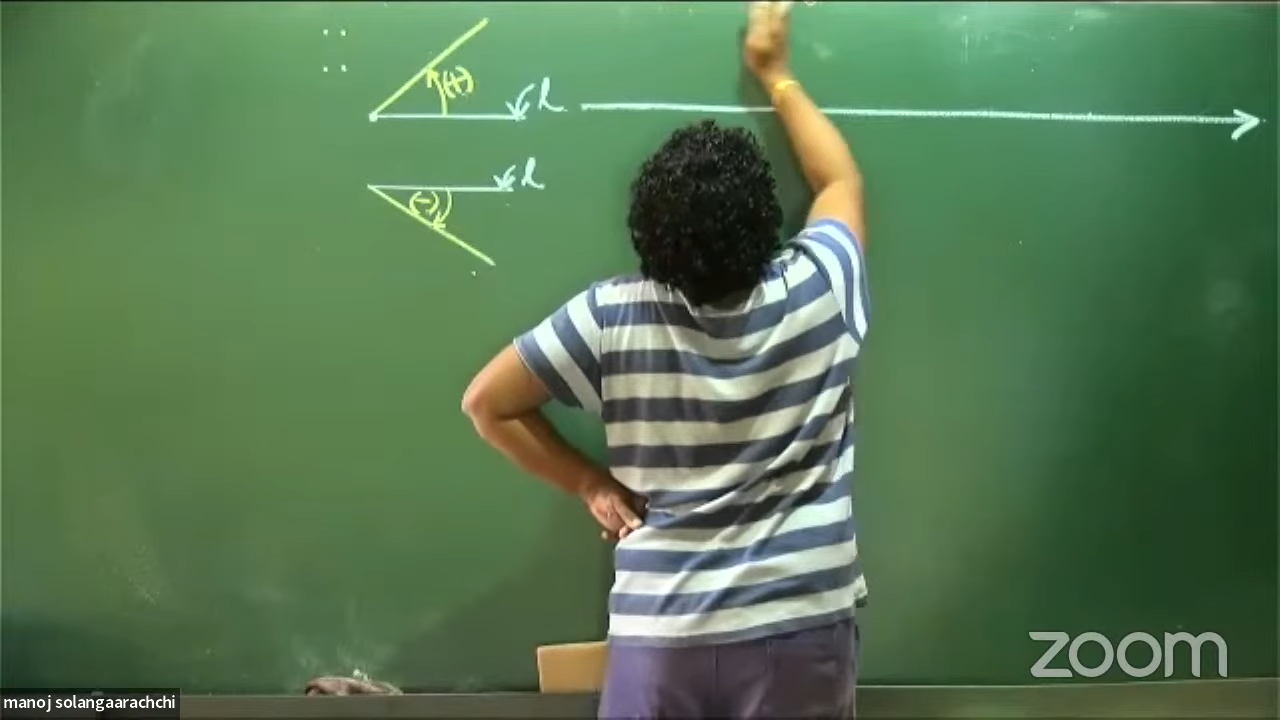 (+)
l
(-)
l
zoom
manoj solangaarachchi